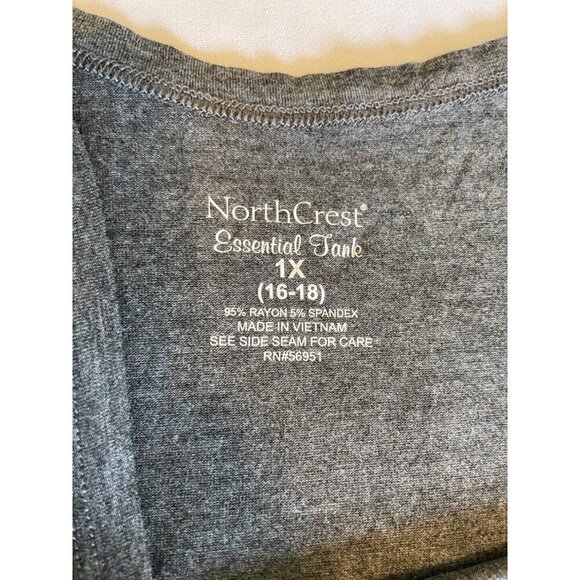 NorthCrest®
Essential Tank
1X
(16-18)
95% RAYON 5% SPANDEX
MADE IN VIETNAM
SEE SIDE SEAM FOR CARE
RN#56951